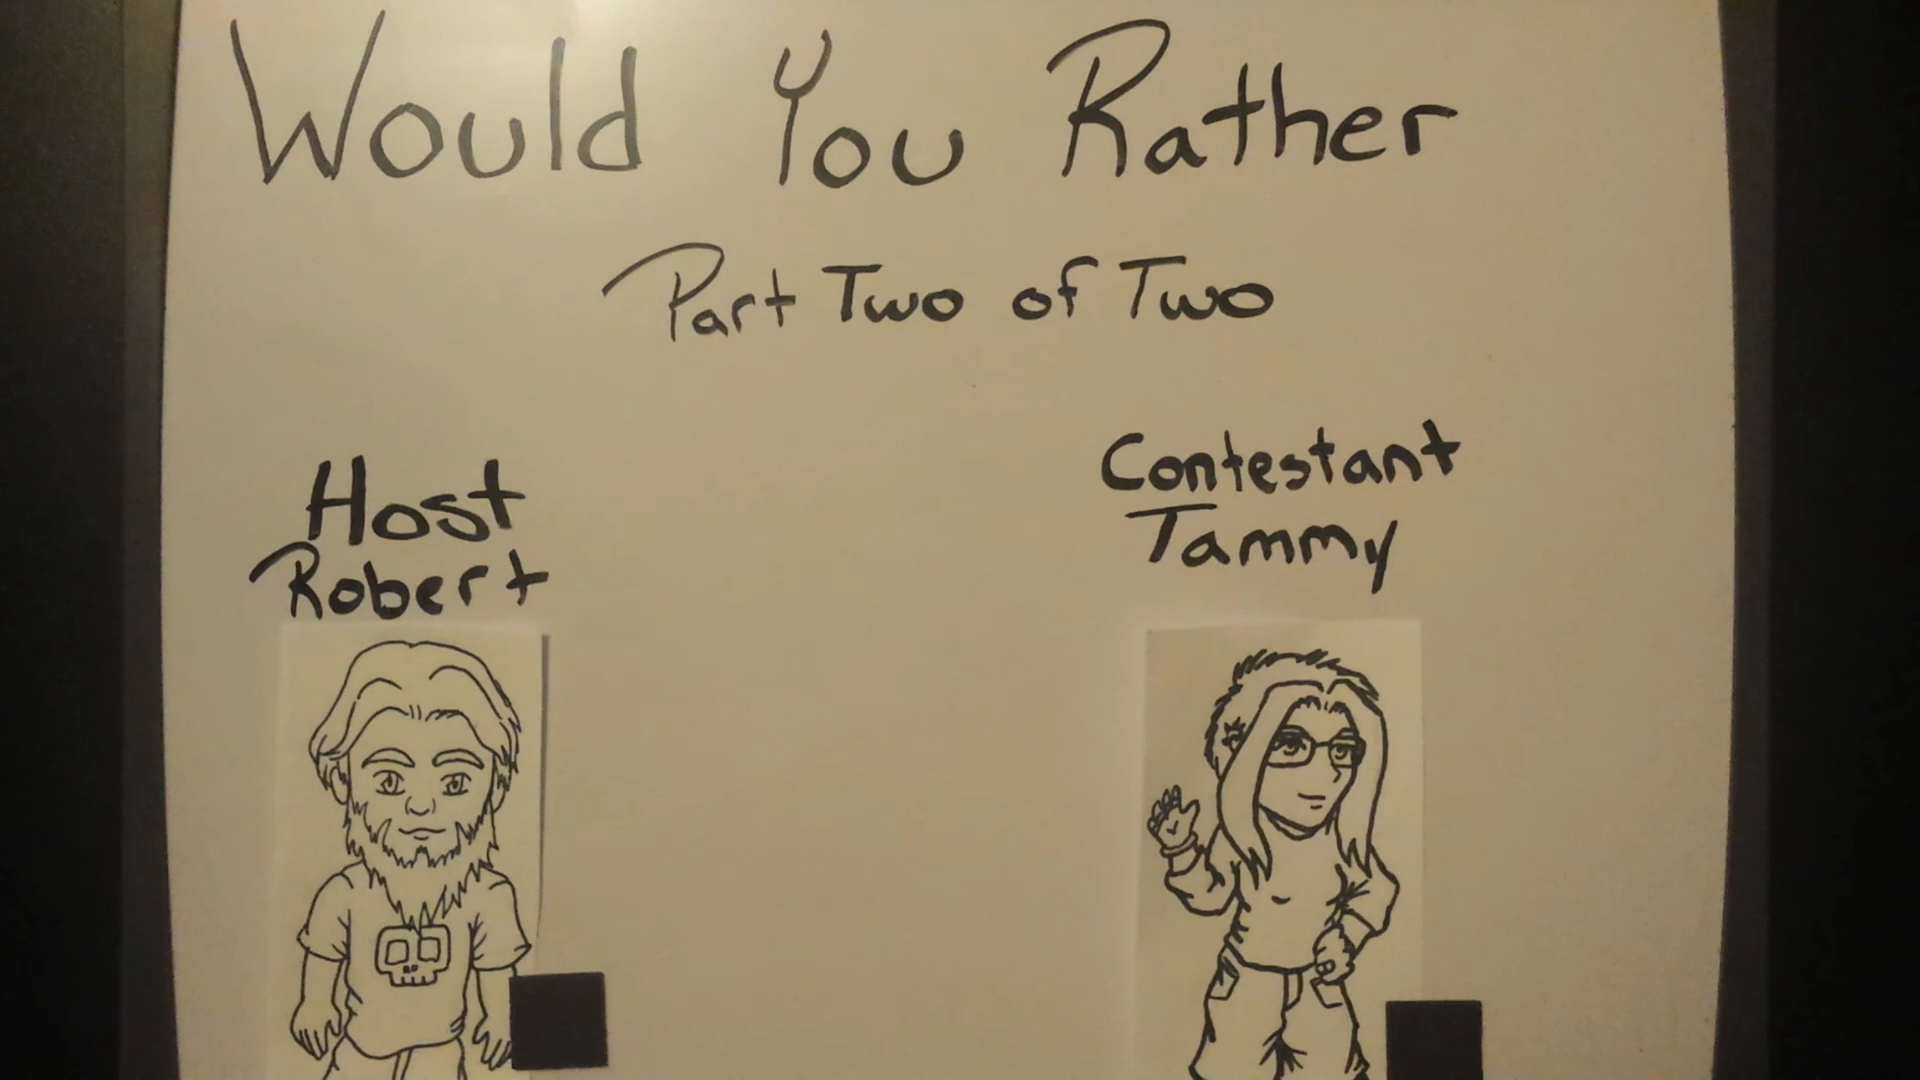 Would You Rather
Part Two of Two
Host
Robert
Contestant
Tammy